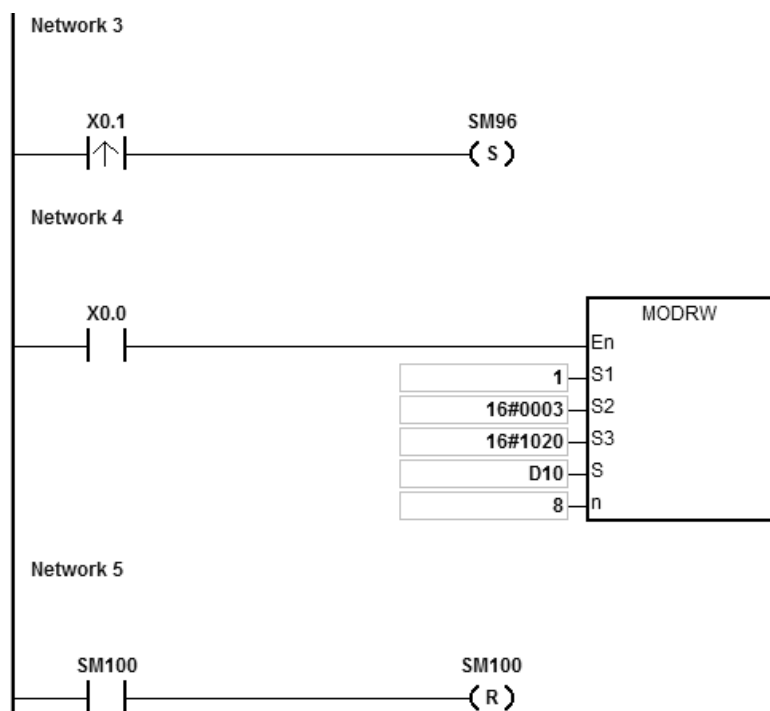 Network 3
X0.1
SM96
S
Network 4
X0.0
MODRW
En
1 S1
16#0003 S2
16#1020 S3
D10 S
8 n
Network 5
SM100
SM100
R